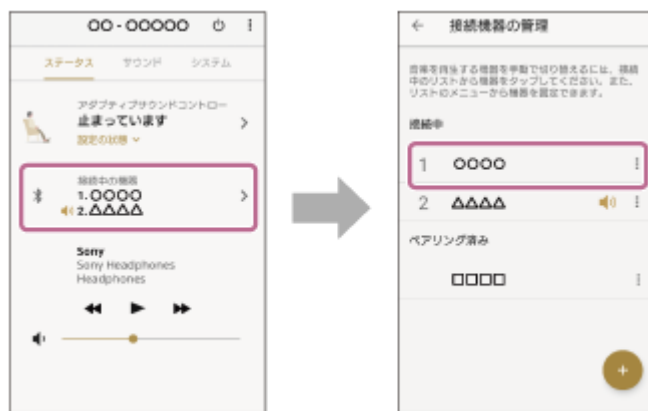 OO-OOOOO
ステータス サウンド システム
アダプティブサウンドコントロー
止まっています
設定の状態
接続中の機器
1.OOOO
2.△△△△
Sony
Sony Headphones
Headphones
接続機器の管理
音楽を再生する機器を手動で切り替えるには、接続
中のリストから機器をタップしてください。また、
リストのメニューから機器を固定できます。
接続中
1 OOOO
2 △△△△
ペアリング済み
□□□□